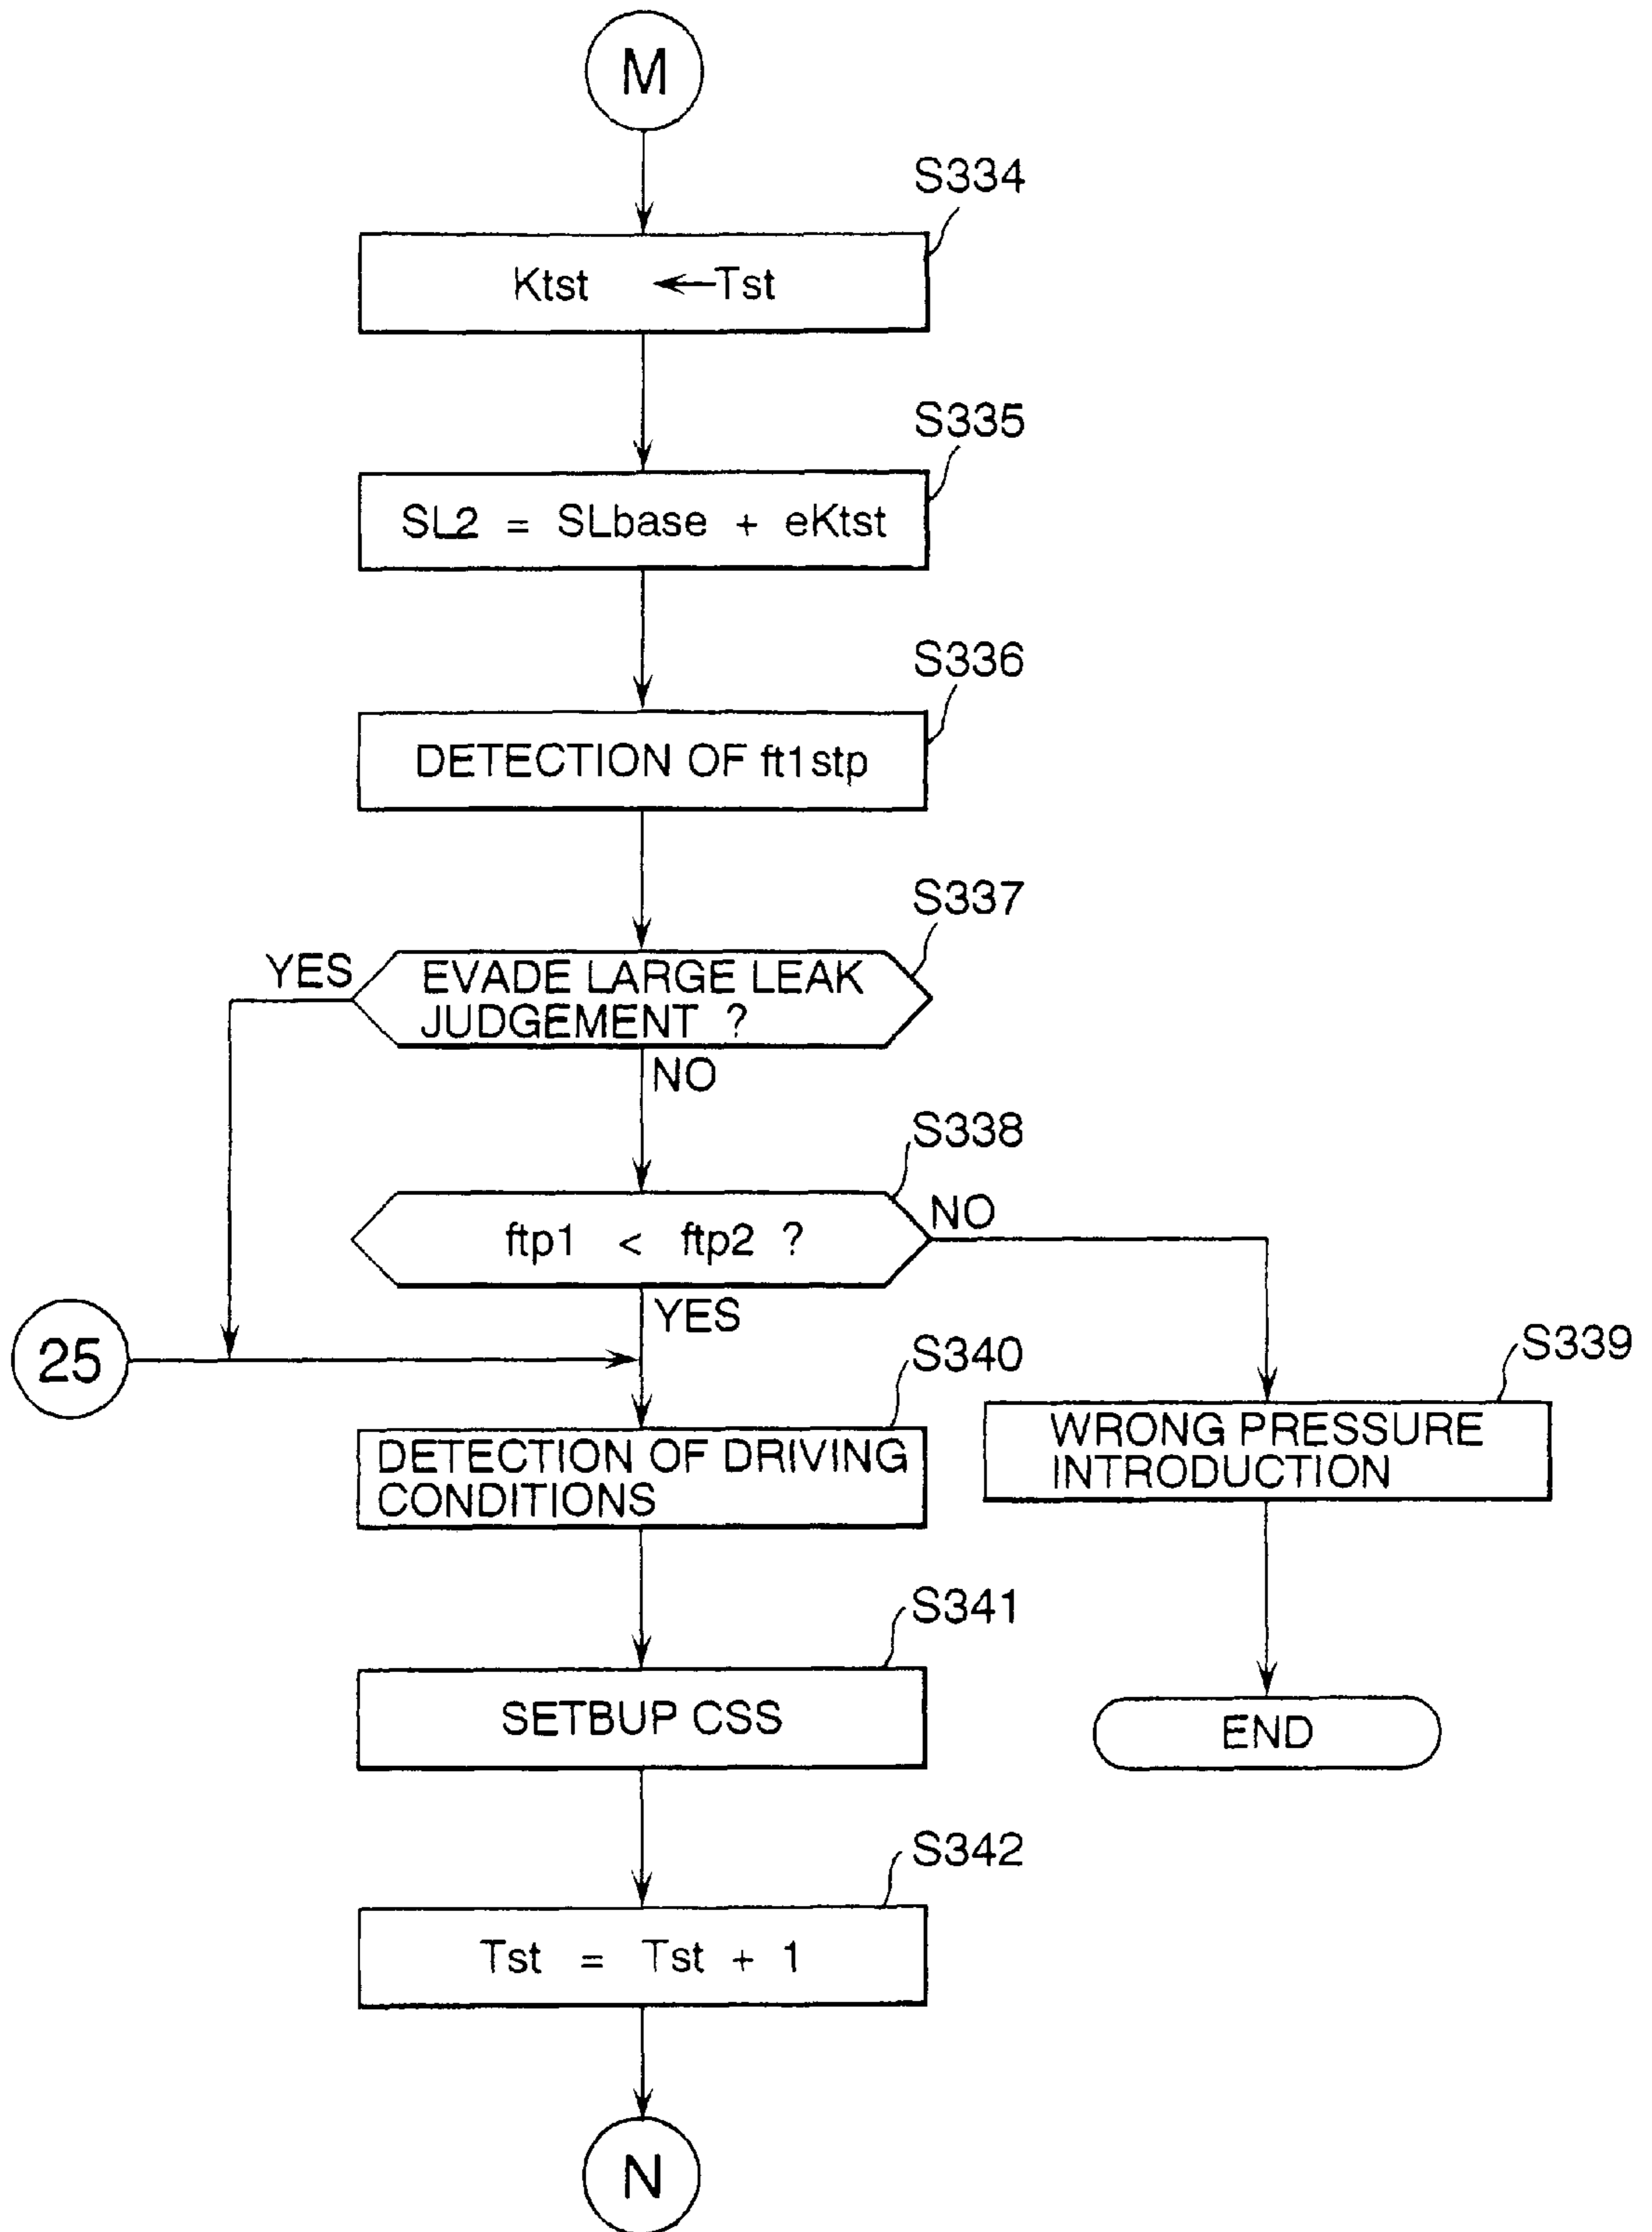 M
S334
Ktst ←Tst
S335
SL2 = SLbase + eKtst
S336
DETECTION OF ft1stp
S337
YES
EVADE LARGE LEAK
JUDGEMENT ?
NO
S338
ftp1 < ftp2 ?
NO
YES
25
S340
S339
DETECTION OF DRIVING
CONDITIONS
WRONG PRESSURE
INTRODUCTION
S341
SETBUP CSS
END
S342
Tst = Tst + 1
N